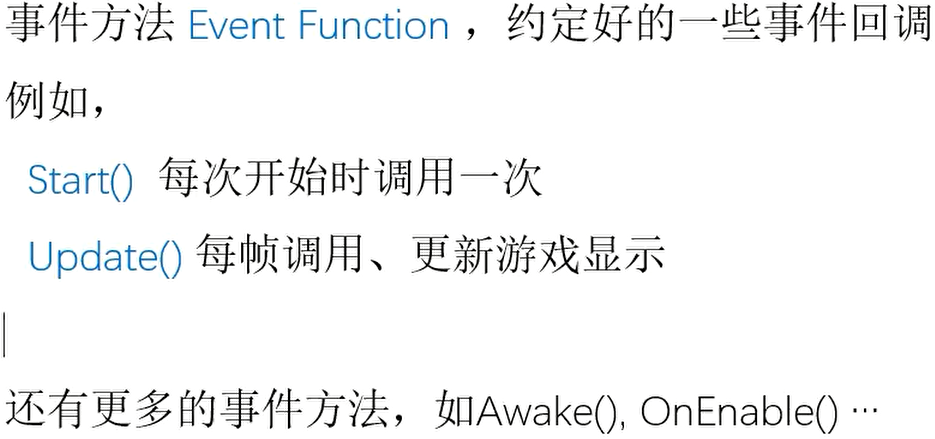 事件方法 Event Function ，约定好的一些事件回调
例如，
Start() 每次开始时调用一次
Update() 每帧调用、更新游戏显示
还有更多的事件方法，如Awake(), OnEnable() …